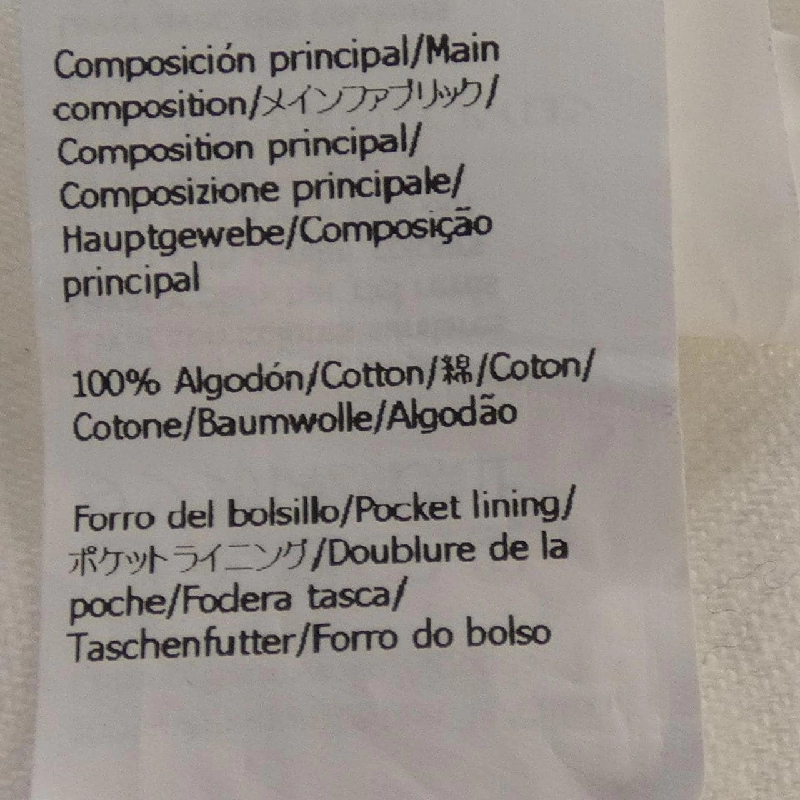 Composición principal/Main
composition/メインファブリック/
Composition principal/
Composizione principale/
Hauptgewebe/Composição
principal
100% Algodón/Cotton/綿/Coton/
Cotone/Baumwolle/Algodão
Forro del bolsillo/Pocket lining/
ポケットライニング/Doublure de la
poche/Fodera tasca/
Taschenfutter/Forro do bolso